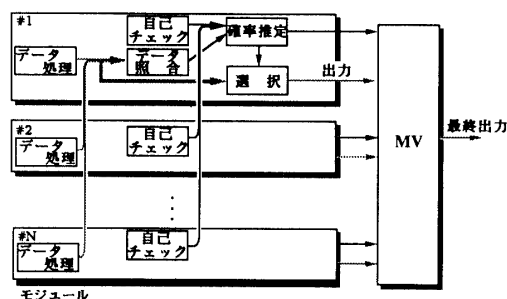 #1
自己
チェック
確率推定
データ
処理
データ
照合
選択
出力
#2
自己
チェック
データ
処理
MV
最終出力
#N
自己
チェック
データ
処理
モジュール